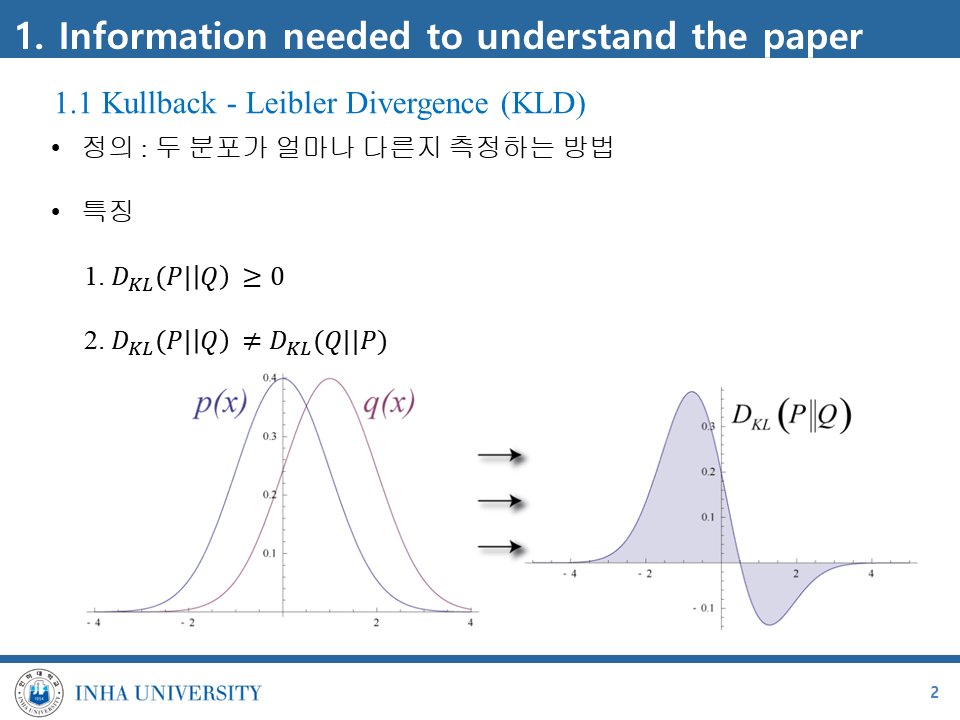 1. Information needed to understand the paper
1.1 Kullback - Leibler Divergence (KLD)
• 정의 : 두 분포가 얼마나 다른지 측정하는 방법
• 특징
1. D_{KL}(P||Q) ≥ 0
2. D_{KL}(P||Q) ≠ D_{KL}(Q||P)
p(x)
q(x)
0.4
0.3
0.2
0.1
- 4
- 2
2
4
D_{KL}(P‖Q)
0.3
0.2
0.1
- 0.1
- 4
- 2
2
4
INHA UNIVERSITY
2